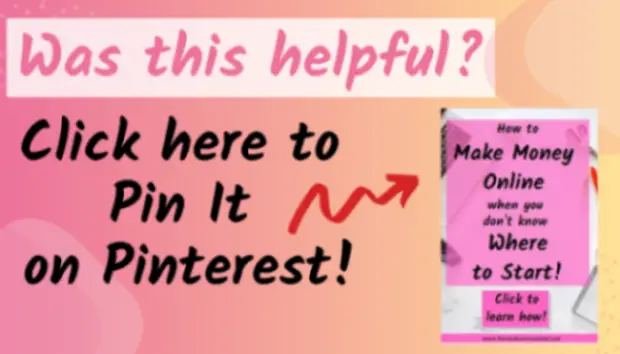 Was this helpful?
Click here to
Pin It
on Pinterest!
How to
Make Money
Online
when you
don't know
Where
to Start!
Click to
learn how!